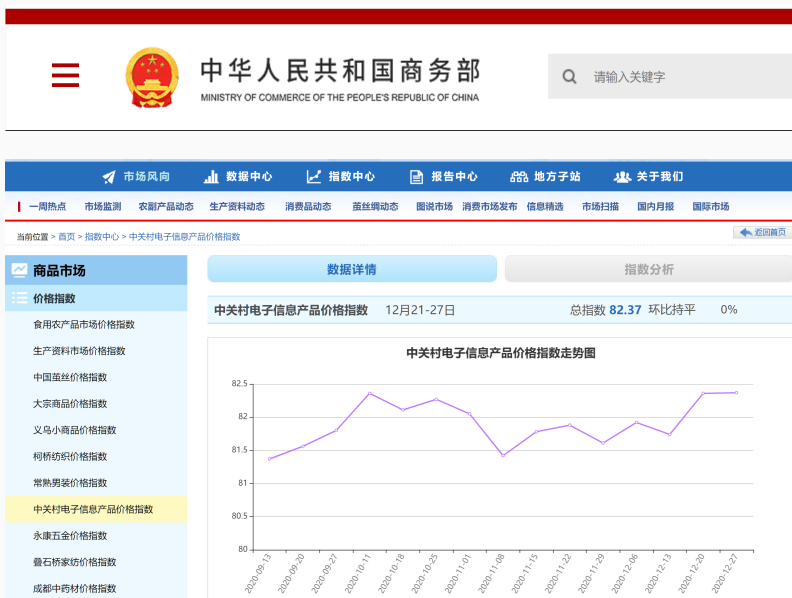 中华人民共和国商务部
MINISTRY OF COMMERCE OF THE PEOPLE'S REPUBLIC OF CHINA
请输入关键字
市场风向 数据中心 指数中心 报告中心 地方子站 关于我们
一周热点 市场监测 农副产品动态 生产资料动态 消费品动态 茧丝绸动态 图说市场 消费市场发布 信息精选 市场扫描 国内月报 国际市场
当前位置 > 首页 > 指数中心 > 中关村电子信息产品价格指数
返回首页
商品市场
价格指数
食用农产品市场价格指数
生产资料市场价格指数
中国茧丝价格指数
大宗商品价格指数
义乌小商品价格指数
柯桥纺织价格指数
常熟男装价格指数
中关村电子信息产品价格指数
永康五金价格指数
叠石桥家纺价格指数
成都中药材价格指数
数据详情 指数分析
中关村电子信息产品价格指数 12月21-27日 总指数 82.37 环比持平 0%
中关村电子信息产品价格指数走势图
82.5
82
81.5
81
80.5
80
2020-09-13 2020-09-20 2020-09-27 2020-10-11 2020-10-18 2020-10-25 2020-11-01 2020-11-08 2020-11-15 2020-11-22 2020-11-29 2020-12-06 2020-12-13 2020-12-20 2020-12-27